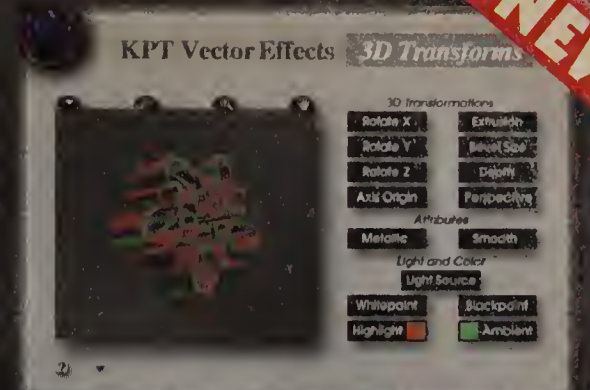 NEW
KPT Vector Effects 3D Transforms
3D Transformations
Rotate X Extrusion
Rotate Y Bevel Size
Rotate Z Depth
Axis Origin Perspective
Attributes
Metallic Smooth
Light and Color
Light Source
Whitepoint Blackpoint
Highlight Ambient